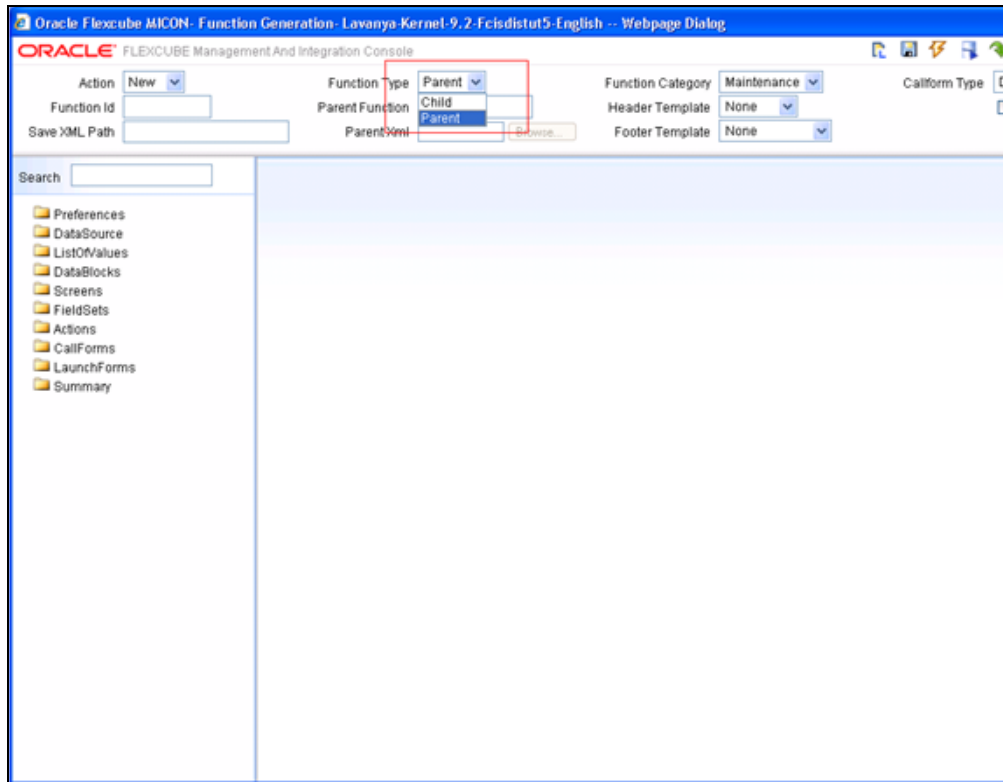 Oracle Flexcube MICON- Function Generation- Lavanya-Kernel-9.2-Fcisdistut5-English -- Webpage Dialog
ORACLE FLEXCUBE Management And Integration Console
Action New Function Type Parent Function Category Maintenance Callform Type
Function Id Parent Function Child Header Template None
Parent
Save XML Path Parent Xml Browse... Footer Template None
Search
Preferences
DataSource
ListOfValues
DataBlocks
Screens
FieldSets
Actions
CallForms
LaunchForms
Summary